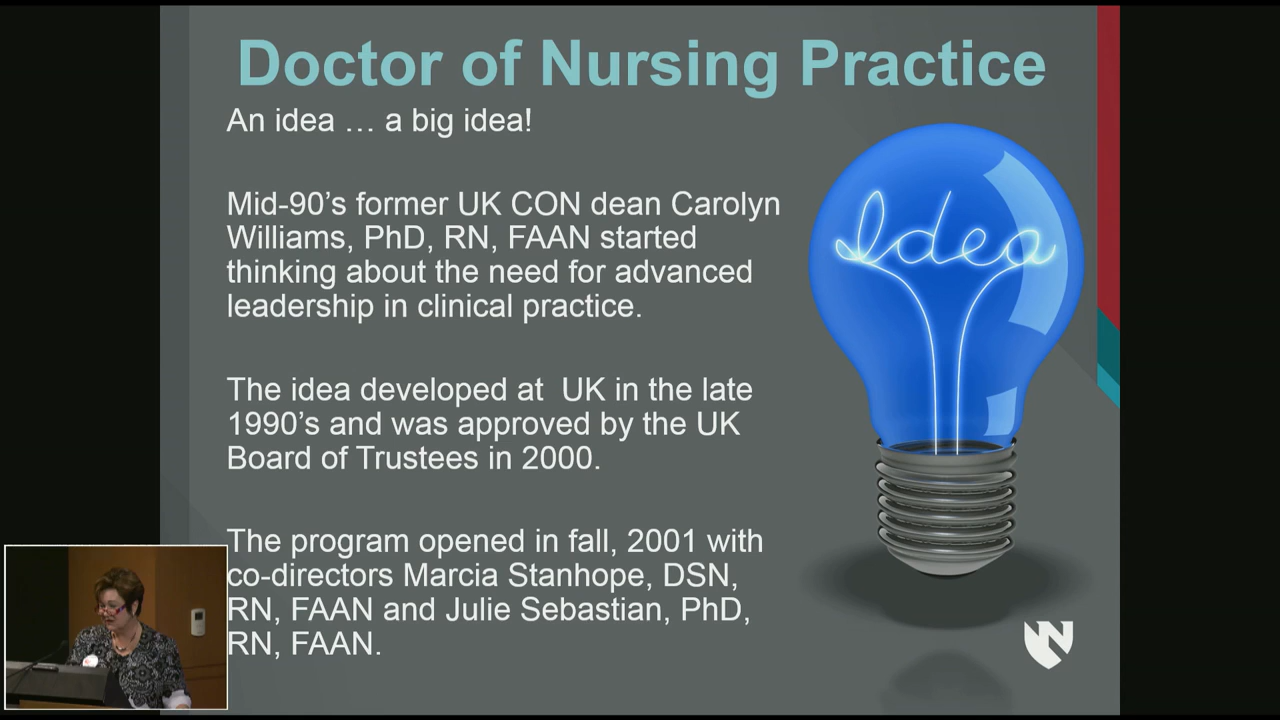 Doctor of Nursing Practice
An idea … a big idea!
Mid-90’s former UK CON dean Carolyn
Williams, PhD, RN, FAAN started
thinking about the need for advanced
leadership in clinical practice.
The idea developed at  UK in the late
1990’s and was approved by the UK
Board of Trustees in 2000.
The program opened in fall, 2001 with
co-directors Marcia Stanhope, DSN,
RN, FAAN and Julie Sebastian, PhD,
RN, FAAN.
Idea
N